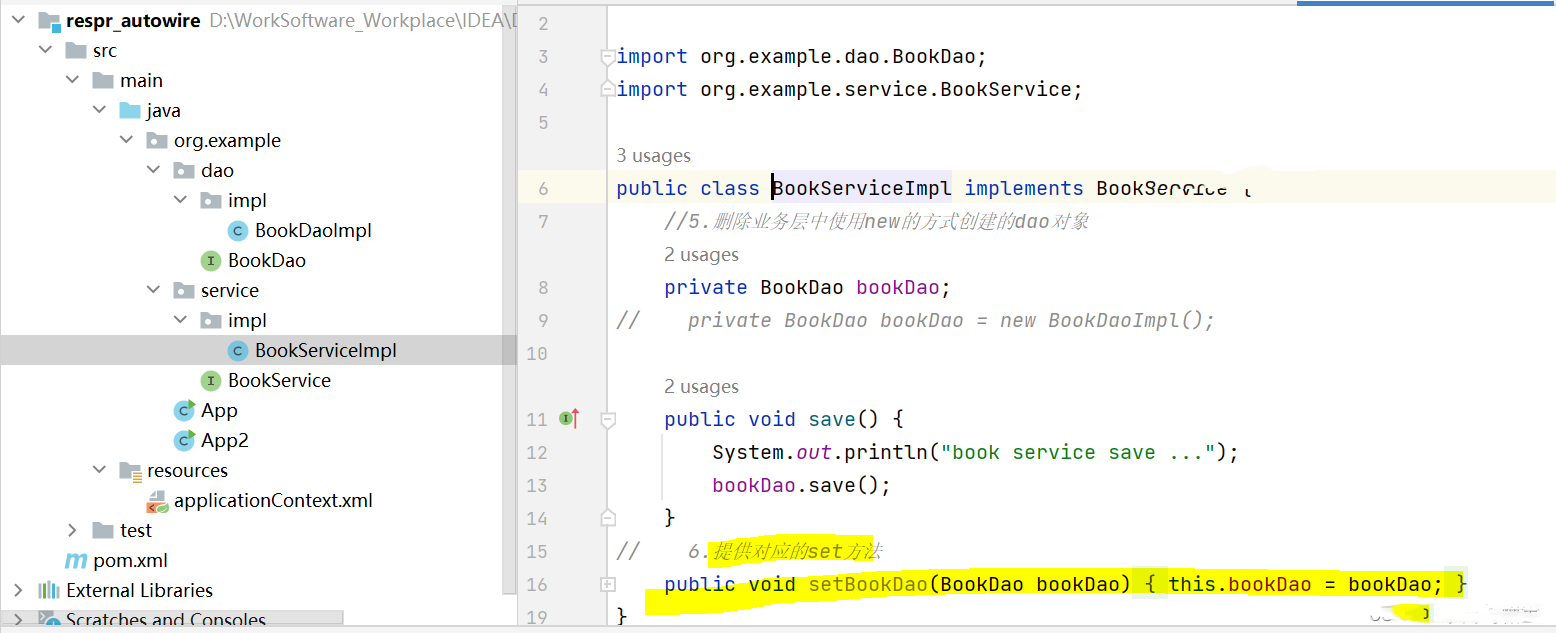 respr_autowire D:\WorkSoftware_Workplace\IDEA\
src
main
java
org.example
dao
impl
BookDaoImpl
BookDao
service
impl
BookServiceImpl
BookService
App
App2
resources
applicationContext.xml
test
pom.xml
External Libraries
Scratches and Consoles
2
3 import org.example.dao.BookDao;
4 import org.example.service.BookService;
5
3 usages
6 public class BookServiceImpl implements BookService {
7 //5.删除业务层中使用new的方式创建的dao对象
2 usages
8 private BookDao bookDao;
9 // private BookDao bookDao = new BookDaoImpl();
10
2 usages
11 public void save() {
12 System.out.println("book service save ...");
13 bookDao.save();
14 }
15 // 6.提供对应的set方法
16 public void setBookDao(BookDao bookDao) { this.bookDao = bookDao; }
19 }